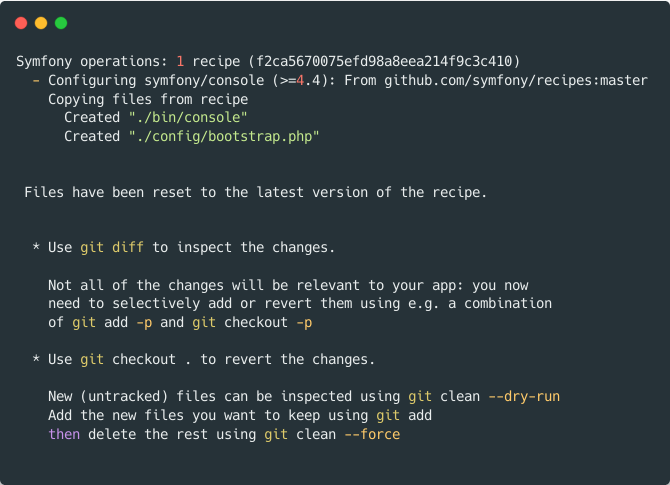 Symfony operations: 1 recipe (f2ca5670075efd98a8eea214f9c3c410)
- Configuring symfony/console (>=4.4): From github.com/symfony/recipes:master
Copying files from recipe
Created "./bin/console"
Created "./config/bootstrap.php"
Files have been reset to the latest version of the recipe.
* Use git diff to inspect the changes.
Not all of the changes will be relevant to your app: you now
need to selectively add or revert them using e.g. a combination
of git add -p and git checkout -p
* Use git checkout . to revert the changes.
New (untracked) files can be inspected using git clean --dry-run
Add the new files you want to keep using git add
then delete the rest using git clean --force